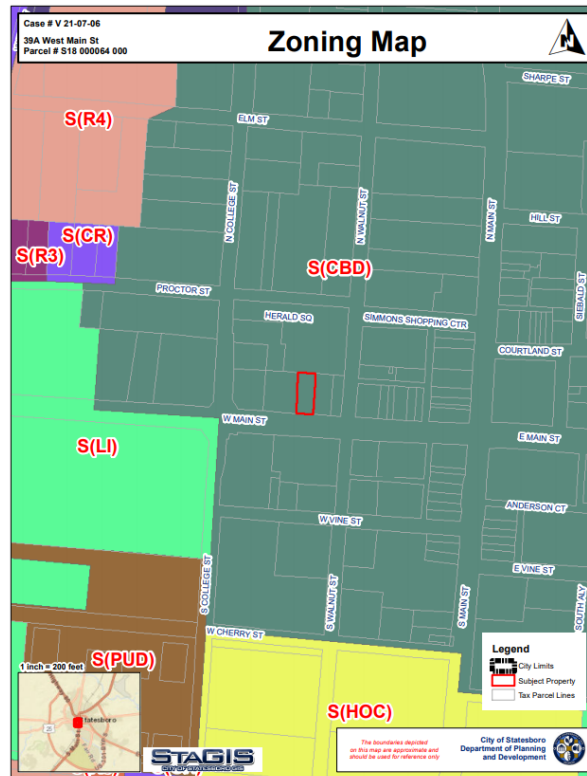 Case # V 21-07-06
39A West Main St
Parcel # S18 000064 000
Zoning Map
SHARPE ST
S(R4)
ELM ST
N COLLEGE ST
N WALNUT ST
N MAIN ST
HILL ST
S(CR)
S(R3)
S(CBD)
SIEBALD ST
PROCTOR ST
HERALD SQ
SIMMONS SHOPPING CTR
COURTLAND ST
W MAIN ST
E MAIN ST
S(LI)
ANDERSON CT
W VINE ST
E VINE ST
S COLLEGE ST
S WALNUT ST
S MAIN ST
SOUTH ALY
W CHERRY ST
Legend
City Limits
Subject Property
Tax Parcel Lines
S(PUD)
1 inch = 200 feet
S(HOC)
Statesboro
STAGIS
CITY OF STATESBORO GIS
The boundaries depicted
on this map are approximate and
should be used for reference only
City of Statesboro
Department of Planning
and Development